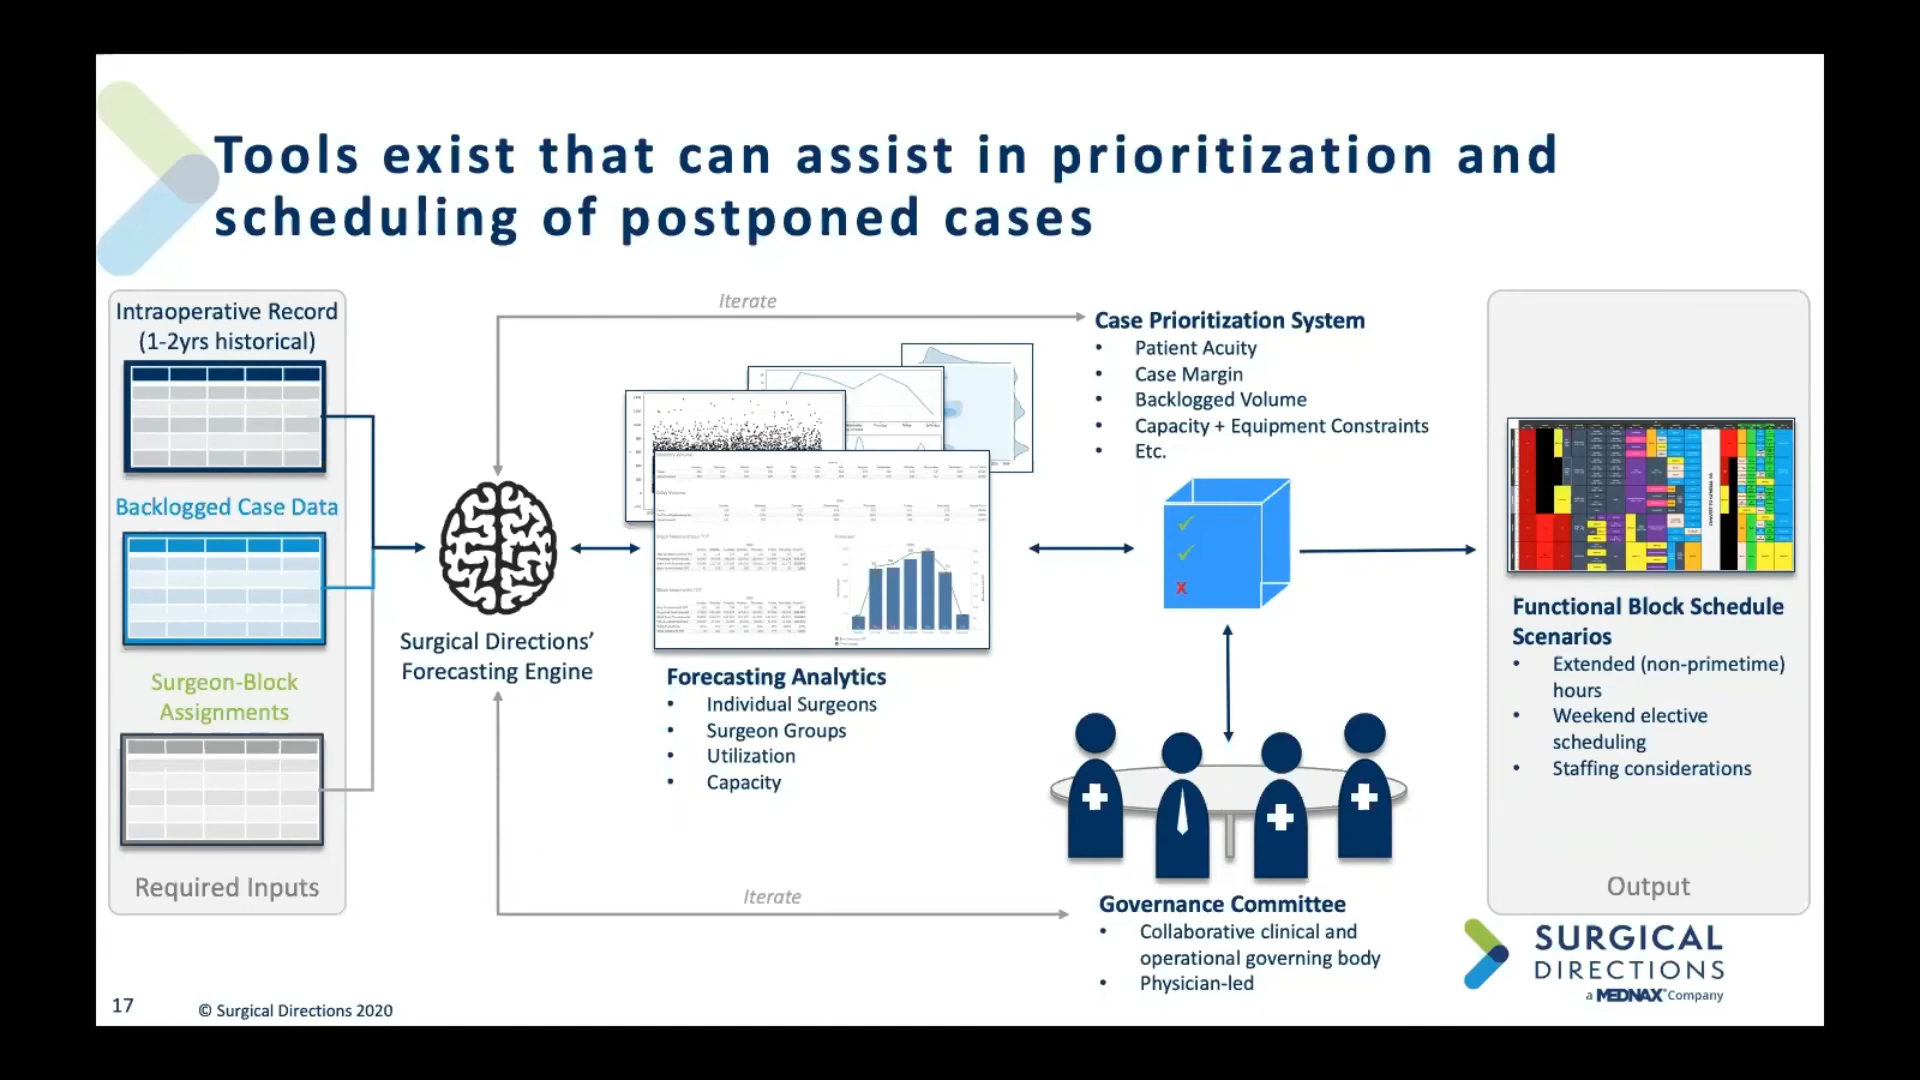 Tools exist that can assist in prioritization and
scheduling of postponed cases
Intraoperative Record
(1-2yrs historical)
Backlogged Case Data
Surgeon-Block
Assignments
Required Inputs
Iterate
Surgical Directions’
Forecasting Engine
Forecasting Analytics
• Individual Surgeons
• Surgeon Groups
• Utilization
• Capacity
Case Prioritization System
• Patient Acuity
• Case Margin
• Backlogged Volume
• Capacity + Equipment Constraints
• Etc.
Iterate
Governance Committee
• Collaborative clinical and
operational governing body
• Physician-led
Functional Block Schedule
Scenarios
• Extended (non-primetime)
hours
• Weekend elective
scheduling
• Staffing considerations
Output
SURGICAL
DIRECTIONS
a MEDNAX® Company
17
© Surgical Directions 2020